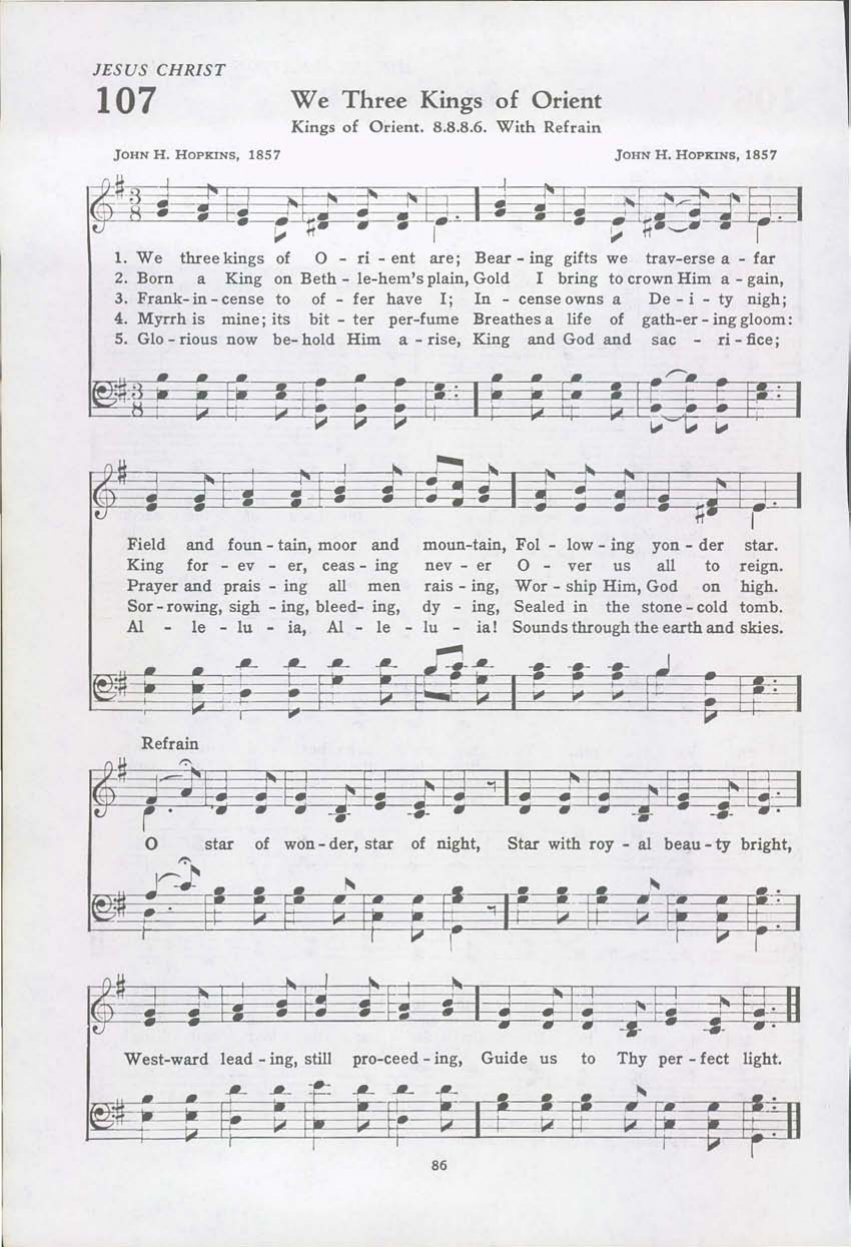 JESUS CHRIST
107
We Three Kings of Orient
Kings of Orient. 8.8.8.6. With Refrain
JOHN H. HOPKINS, 1857 JOHN H. HOPKINS, 1857
3 8
1. We three kings of O - ri - ent are; Bear - ing gifts we trav-erse a - far
2. Born a King on Beth - le-hem's plain, Gold I bring to crown Him a - gain,
3. Frank - in - cense to of - fer have I; In - cense owns a De - i - ty nigh;
4. Myrrh is mine; its bit - ter per-fume Breathes a life of gath-er - ing gloom:
5. Glo - rious now be - hold Him a - rise, King and God and sac - ri - fice;
3 8
Field and foun - tain, moor and moun-tain, Fol - low - ing yon - der star.
King for - ev - er, ceas - ing nev - er O - ver us all to reign.
Prayer and prais - ing all men rais - ing, Wor - ship Him, God on high.
Sor - rowing, sigh - ing, bleed- ing, dy - ing, Sealed in the stone - cold tomb.
Al - le - lu - ia, Al - le - lu - ia! Sounds through the earth and skies.
Refrain
O star of won - der, star of night, Star with roy - al beau - ty bright,
West-ward lead - ing, still pro-ceed - ing, Guide us to Thy per - fect light.
86